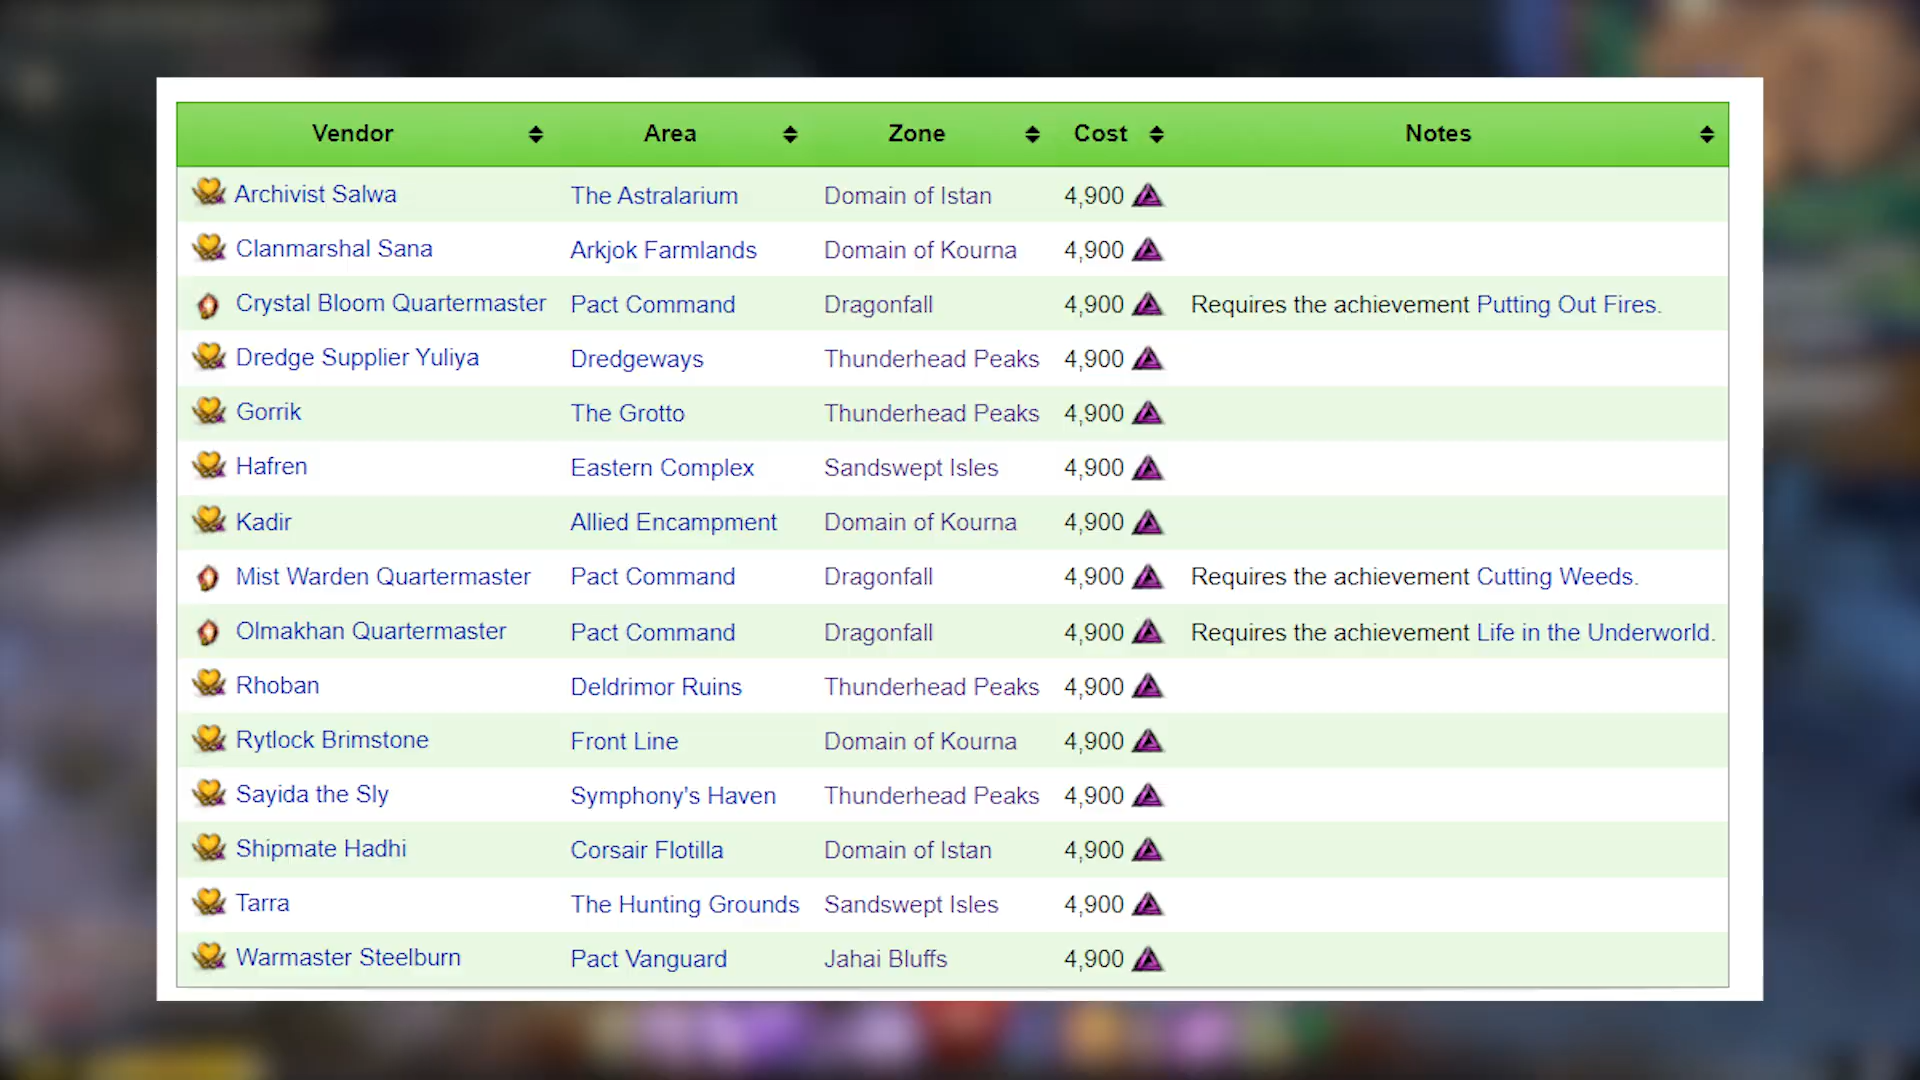 Vendor Area Zone Cost Notes
Archivist Salwa The Astralarium Domain of Istan 4,900
Clanmarshal Sana Arkjok Farmlands Domain of Kourna 4,900
Crystal Bloom Quartermaster Pact Command Dragonfall 4,900 Requires the achievement Putting Out Fires.
Dredge Supplier Yuliya Dredgeways Thunderhead Peaks 4,900
Gorrik The Grotto Thunderhead Peaks 4,900
Hafren Eastern Complex Sandswept Isles 4,900
Kadir Allied Encampment Domain of Kourna 4,900
Mist Warden Quartermaster Pact Command Dragonfall 4,900 Requires the achievement Cutting Weeds.
Olmakhan Quartermaster Pact Command Dragonfall 4,900 Requires the achievement Life in the Underworld.
Rhoban Deldrimor Ruins Thunderhead Peaks 4,900
Rytlock Brimstone Front Line Domain of Kourna 4,900
Sayida the Sly Symphony's Haven Thunderhead Peaks 4,900
Shipmate Hadhi Corsair Flotilla Domain of Istan 4,900
Tarra The Hunting Grounds Sandswept Isles 4,900
Warmaster Steelburn Pact Vanguard Jahai Bluffs 4,900